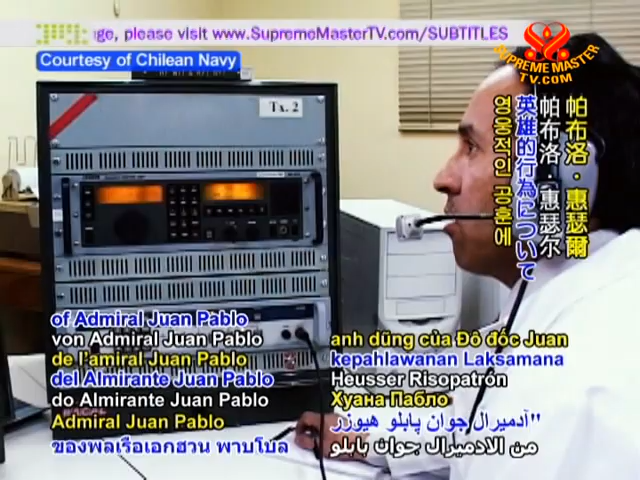 ge, please visit www.SupremeMasterTV.com/SUBTITLES
SUPREME MASTER
TV.COM
Courtesy of Chilean Navy
Tx. 2
帕布洛·惠瑟爾
帕布洛·惠瑟尔
英雄的行為について
영웅적인 공훈에
of Admiral Juan Pablo
von Admiral Juan Pablo
de l'amiral Juan Pablo
del Almirante Juan Pablo
do Almirante Juan Pablo
Admiral Juan Pablo
ของพลเรือเอกฮวน พาบโบล
anh dũng của Đô đốc Juan
kepahlawanan Laksamana
Heusser Risopatrón
Хуана Пабло
"آدمیرال جوان پابلو هیوزر
من الادميرال جوان بابلو